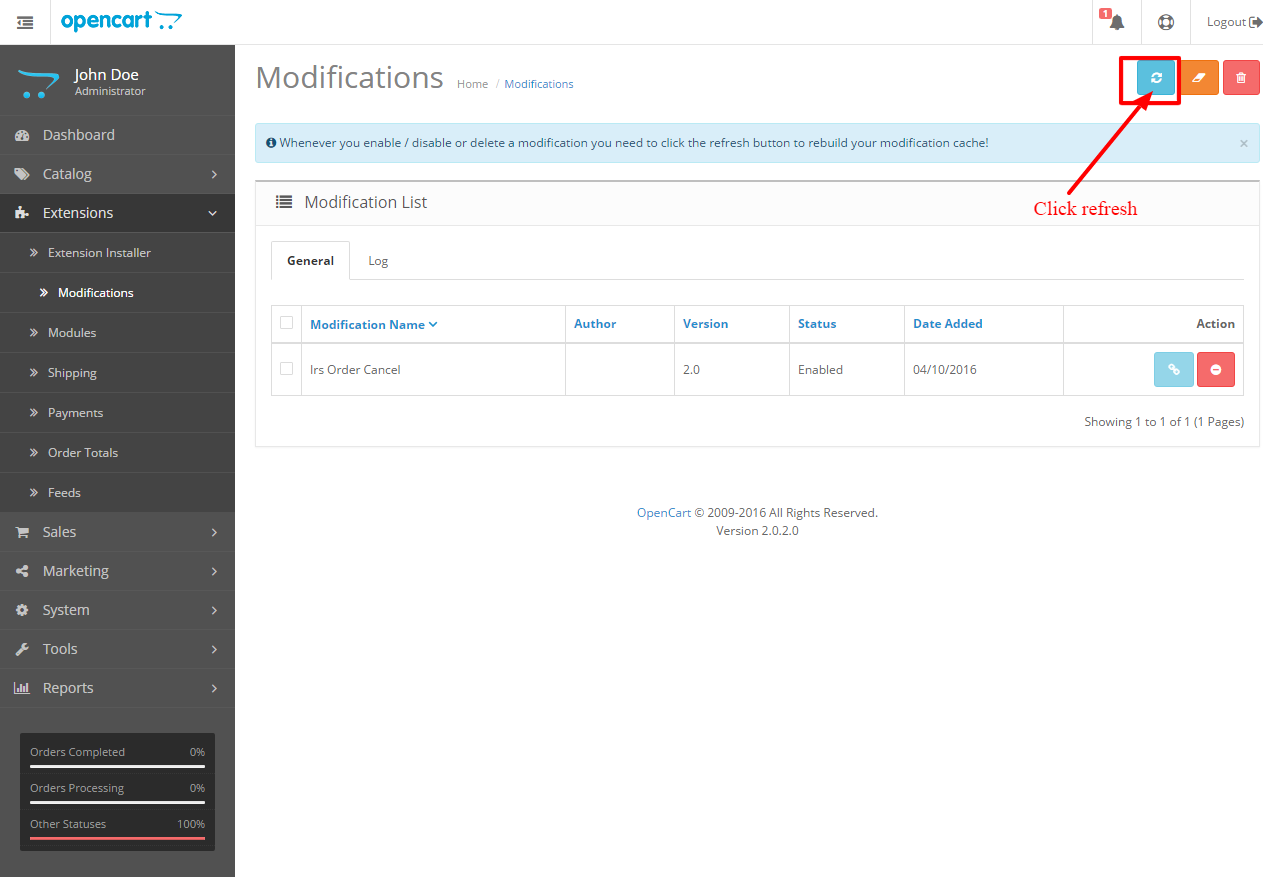 opencart
1
Logout
John Doe
Administrator
Dashboard
Catalog
Extensions
Extension Installer
Modifications
Modules
Shipping
Payments
Order Totals
Feeds
Sales
Marketing
System
Tools
Reports
Orders Completed 0%
Orders Processing 0%
Other Statuses 100%
Modifications Home / Modifications
Whenever you enable / disable or delete a modification you need to click the refresh button to rebuild your modification cache! ×
Click refresh
Modification List
General Log
Modification Name Author Version Status Date Added Action
Irs Order Cancel 2.0 Enabled 04/10/2016
Showing 1 to 1 of 1 (1 Pages)
OpenCart © 2009-2016 All Rights Reserved.
Version 2.0.2.0